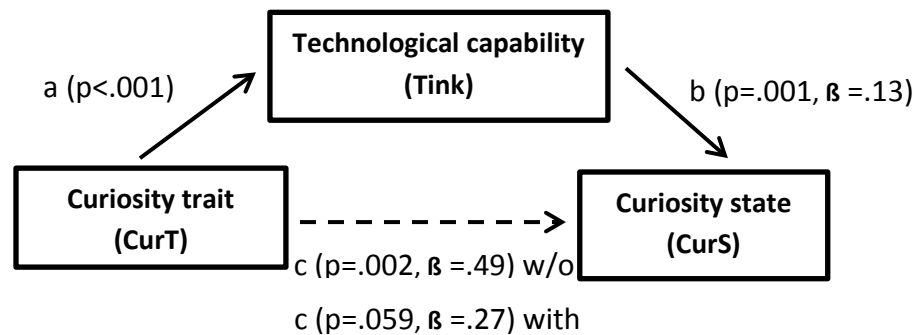 Technological capability
(Tink)
a (p<.001)
b (p=.001, ß =.13)
Curiosity trait
(CurT)
Curiosity state
(CurS)
c (p=.002, ß =.49) w/o
c (p=.059, ß =.27) with